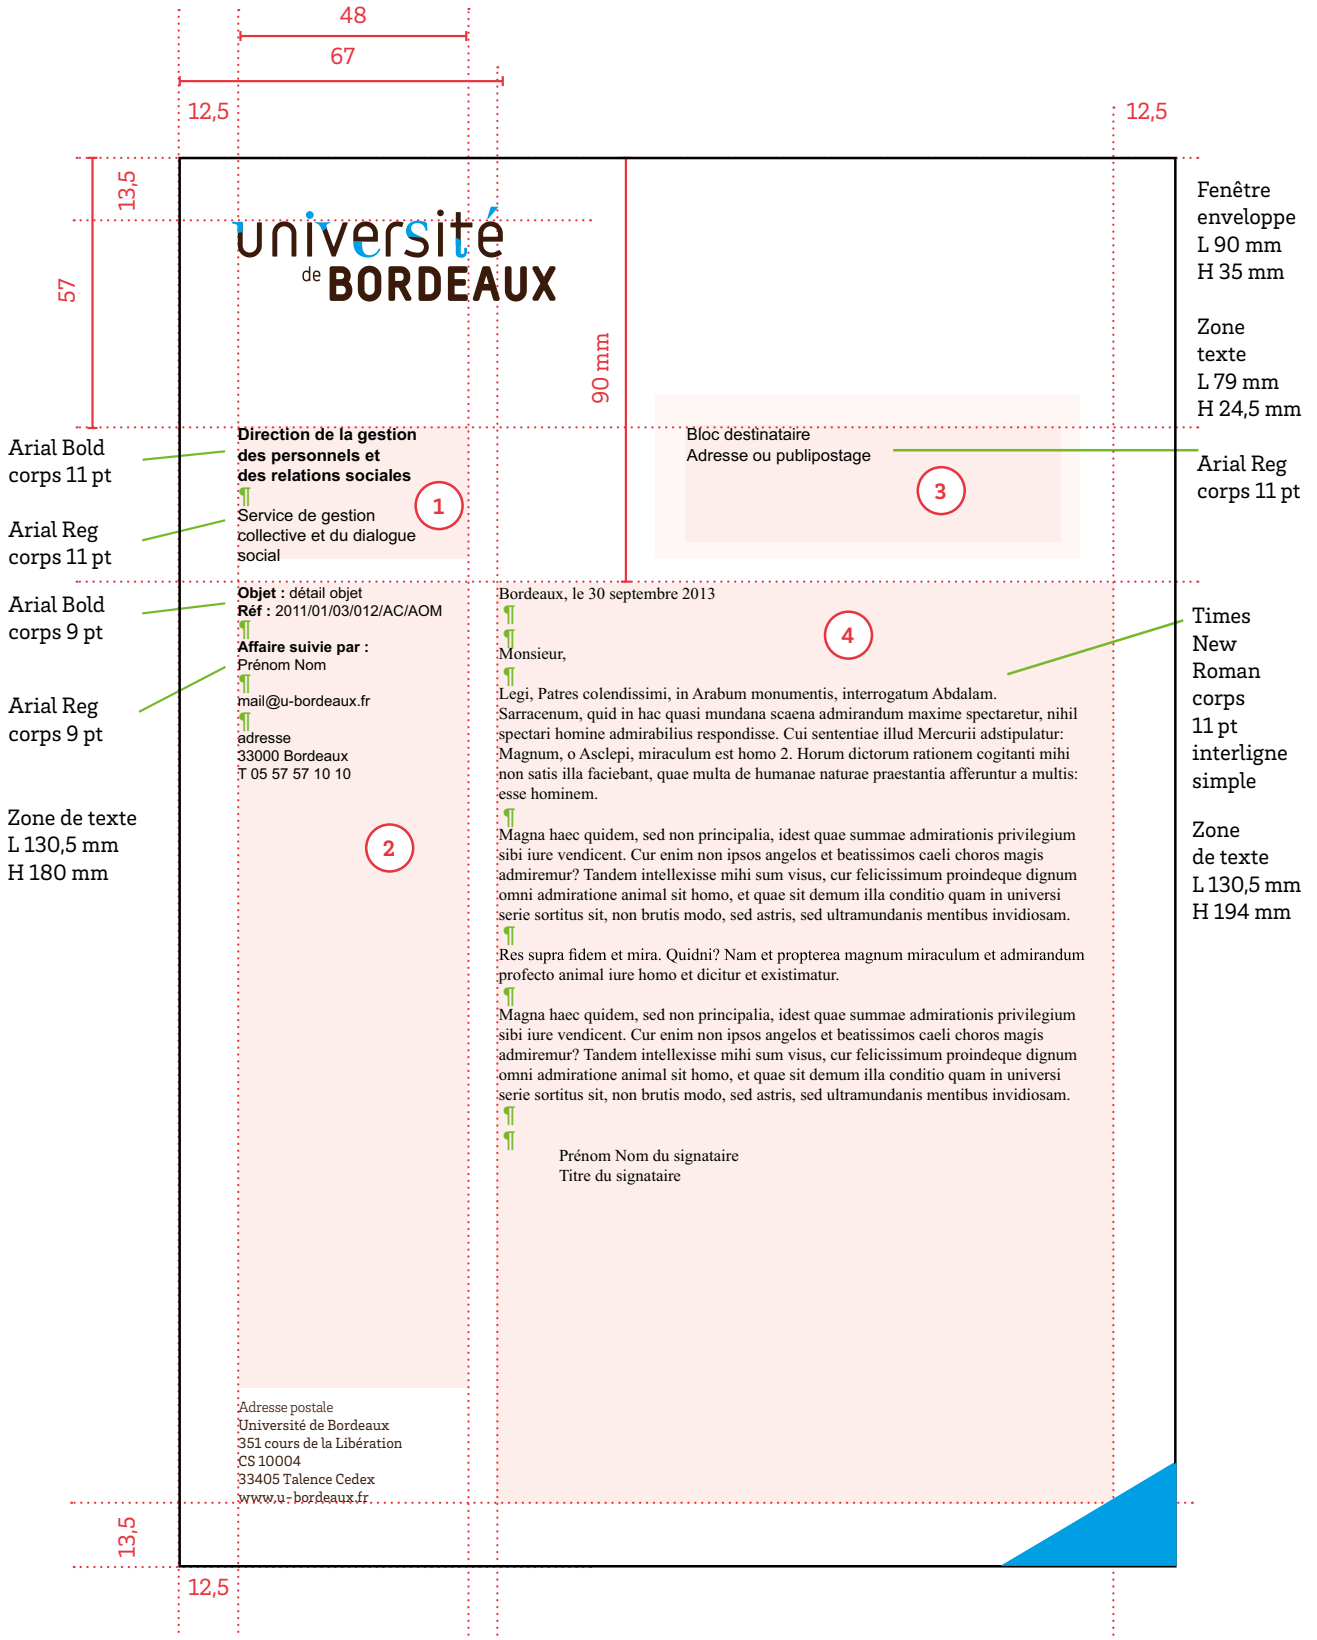 48
67
12,5
12,5
13,5
57
90 mm
université
de BORDEAUX
Fenêtre
enveloppe
L 90 mm
H 35 mm
Zone
texte
L 79 mm
H 24,5 mm
Arial Reg
corps 11 pt
Arial Bold
corps 11 pt
Arial Reg
corps 11 pt
Arial Bold
corps 9 pt
Arial Reg
corps 9 pt
Zone de texte
L 130,5 mm
H 180 mm
Direction de la gestion
des personnels et
des relations sociales
¶
Service de gestion
collective et du dialogue
social
1
Bloc destinataire
Adresse ou publipostage
3
Objet : détail objet
Réf : 2011/01/03/012/AC/AOM
¶
Affaire suivie par :
Prénom Nom
¶
mail@u-bordeaux.fr
¶
adresse
33000 Bordeaux
T 05 57 57 10 10
2
Bordeaux, le 30 septembre 2013
¶
¶
Monsieur,
¶
4
Legi, Patres colendissimi, in Arabum monumentis, interrogatum Abdalam.
Sarracenum, quid in hac quasi mundana scaena admirandum maxime spectaretur, nihil
spectari homine admirabilius respondisse. Cui sententiae illud Mercurii adstipulatur:
Magnum, o Asclepi, miraculum est homo 2. Horum dictorum rationem cogitanti mihi
non satis illa faciebant, quae multa de humanae naturae praestantia afferuntur a multis:
esse hominem.
¶
Magna haec quidem, sed non principalia, idest quae summae admirationis privilegium
sibi iure vendicent. Cur enim non ipsos angelos et beatissimos caeli choros magis
admiremur? Tandem intellexisse mihi sum visus, cur felicissimum proindeque dignum
omni admiratione animal sit homo, et quae sit demum illa conditio quam in universi
serie sortitus sit, non brutis modo, sed astris, sed ultramundanis mentibus invidiosam.
¶
Res supra fidem et mira. Quidni? Nam et propterea magnum miraculum et admirandum
profecto animal iure homo et dicitur et existimatur.
¶
Magna haec quidem, sed non principalia, idest quae summae admirationis privilegium
sibi iure vendicent. Cur enim non ipsos angelos et beatissimos caeli choros magis
admiremur? Tandem intellexisse mihi sum visus, cur felicissimum proindeque dignum
omni admiratione animal sit homo, et quae sit demum illa conditio quam in universi
serie sortitus sit, non brutis modo, sed astris, sed ultramundanis mentibus invidiosam.
¶
¶
Prénom Nom du signataire
Titre du signataire
Times
New
Roman
corps
11 pt
interligne
simple
Zone
de texte
L 130,5 mm
H 194 mm
Adresse postale
Université de Bordeaux
351 cours de la Libération
CS 10004
33405 Talence Cedex
www.u-bordeaux.fr
13,5
12,5